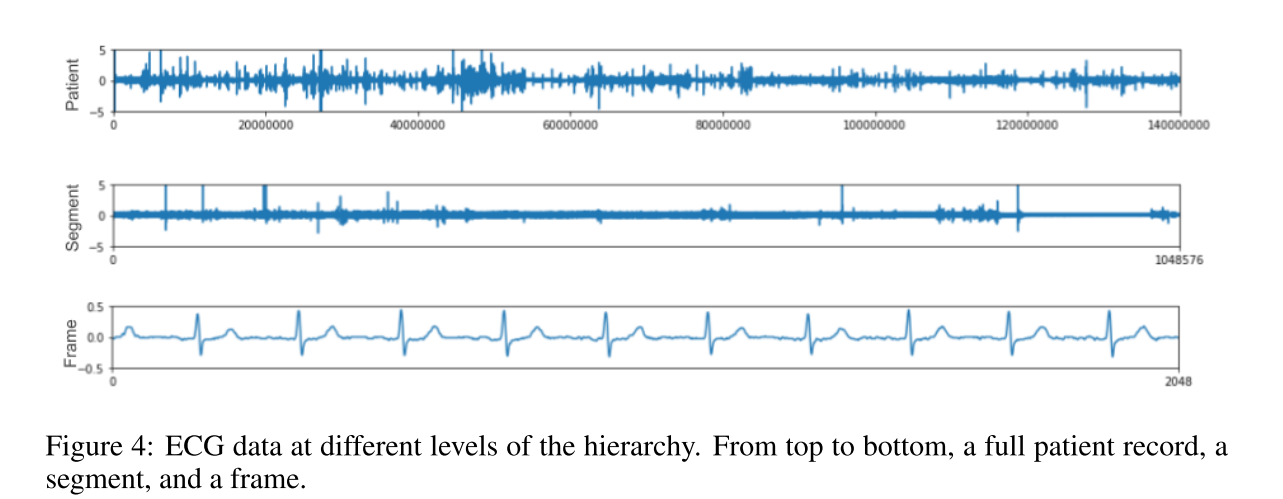 Patient
5
0
−5
0 20000000 40000000 60000000 80000000 100000000 120000000 140000000
Segment
5
0
−5
0 1048576
Frame
0.5
0.0
−0.5
0 2048
Figure 4: ECG data at different levels of the hierarchy. From top to bottom, a full patient record, a
segment, and a frame.